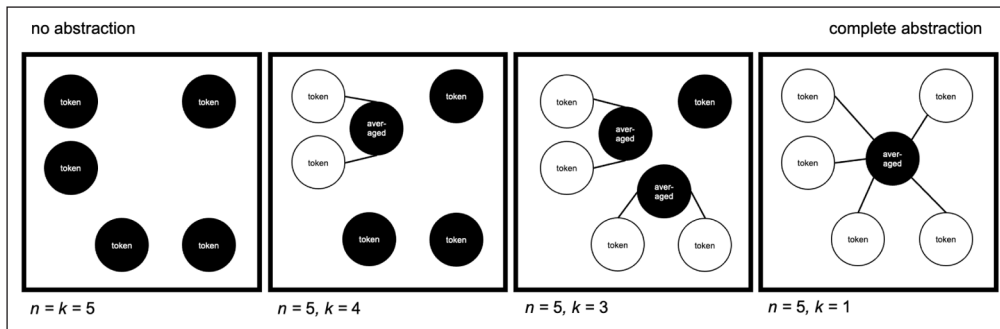 no abstraction
complete abstraction
token
token
token
token
token
token
token
aver-
aged
token
token
token
token
token
aver-
aged
token
aver-
aged
token
token
token
token
aver-
aged
token
token
token
n = k = 5
n = 5, k = 4
n = 5, k = 3
n = 5, k = 1